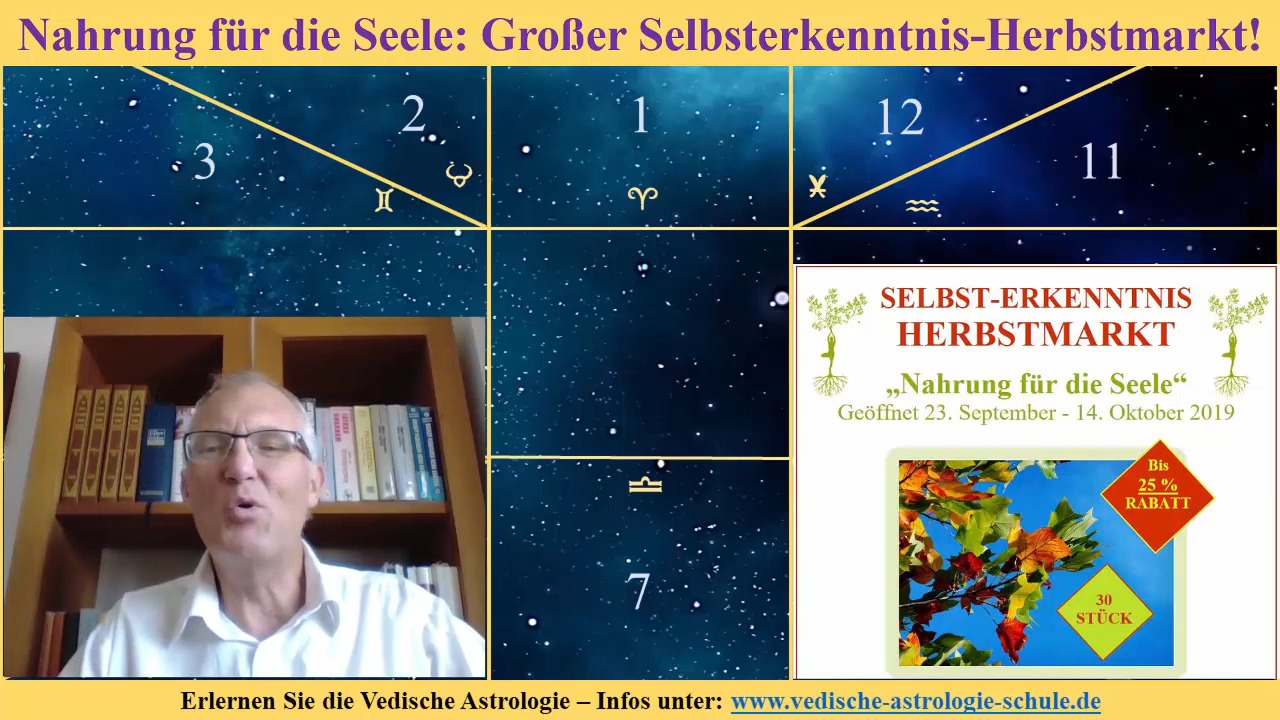 Nahrung für die Seele: Großer Selbsterkenntnis-Herbstmarkt!
2
3
1
12
11
♉
♊
♈
♓
♒
SELBST-ERKENNTNIS
HERBSTMARKT
„Nahrung für die Seele“
Geöffnet 23. September - 14. Oktober 2019
Bis
25 %
RABATT
30
STÜCK
♎
7
Erlernen Sie die Vedische Astrologie – Infos unter: www.vedische-astrologie-schule.de